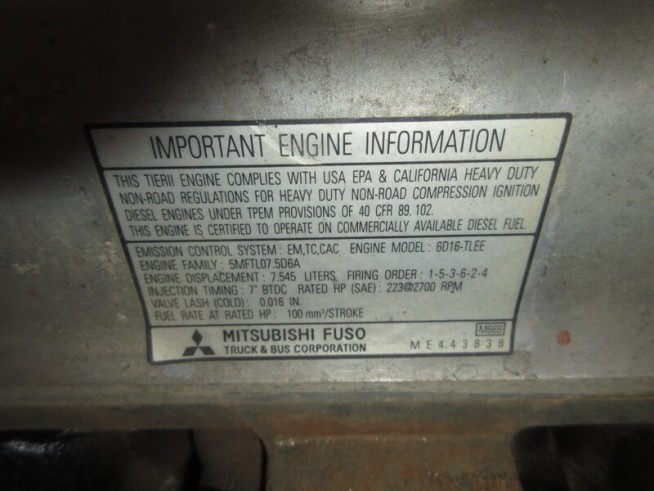 IMPORTANT ENGINE INFORMATION
THIS TIERII ENGINE COMPLIES WITH USA EPA & CALIFORNIA HEAVY DUTY
NON-ROAD REGULATIONS FOR HEAVY DUTY NON-ROAD COMPRESSION IGNITION
DIESEL ENGINES UNDER TPEM PROVISIONS OF 40 CFR 89.102.
THIS ENGINE IS CERTIFIED TO OPERATE ON COMMERCIALLY AVAILABLE DIESEL FUEL.
EMISSION CONTROL SYSTEM : EM,TC,CAC ENGINE MODEL : 6D16-TLEE
ENGINE FAMILY : 5MFTL07.5D6A
ENGINE DISPLACEMENT : 7.545 LITERS FIRING ORDER : 1-5-3-6-2-4
INJECTION TIMING : 7° BTDC RATED HP (SAE) : 223@2700 RPM
VALVE LASH (COLD) : 0.016 IN.
FUEL RATE AT RATED HP : 100 mm³/STROKE
MITSUBISHI FUSO M669
TRUCK & BUS CORPORATION ME443838